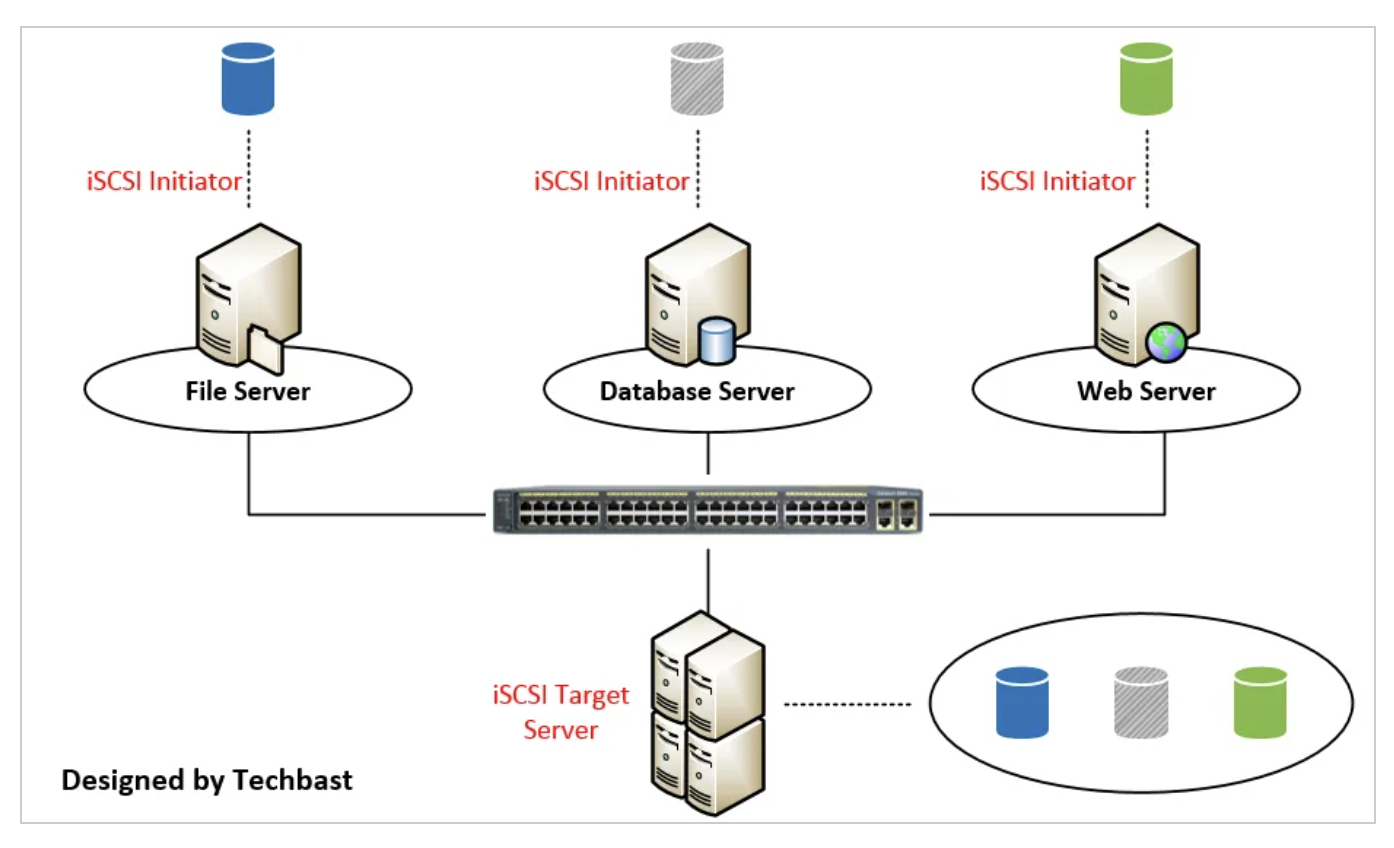 iSCSI Initiator
iSCSI Initiator
iSCSI Initiator
File Server
Database Server
Web Server
iSCSI Target
Server
Designed by Techbast